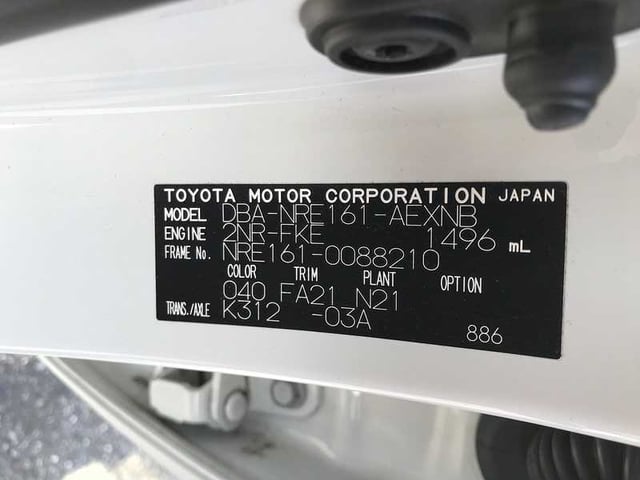 TOYOTA MOTOR CORPORATION JAPAN
MODEL DBA-NRE161-AEXNB
ENGINE 2NR-FKE 1496 mL
FRAME No. NRE161-0088210
COLOR TRIM PLANT OPTION
040 FA21 N21
TRANS./AXLE K312 -03A
886